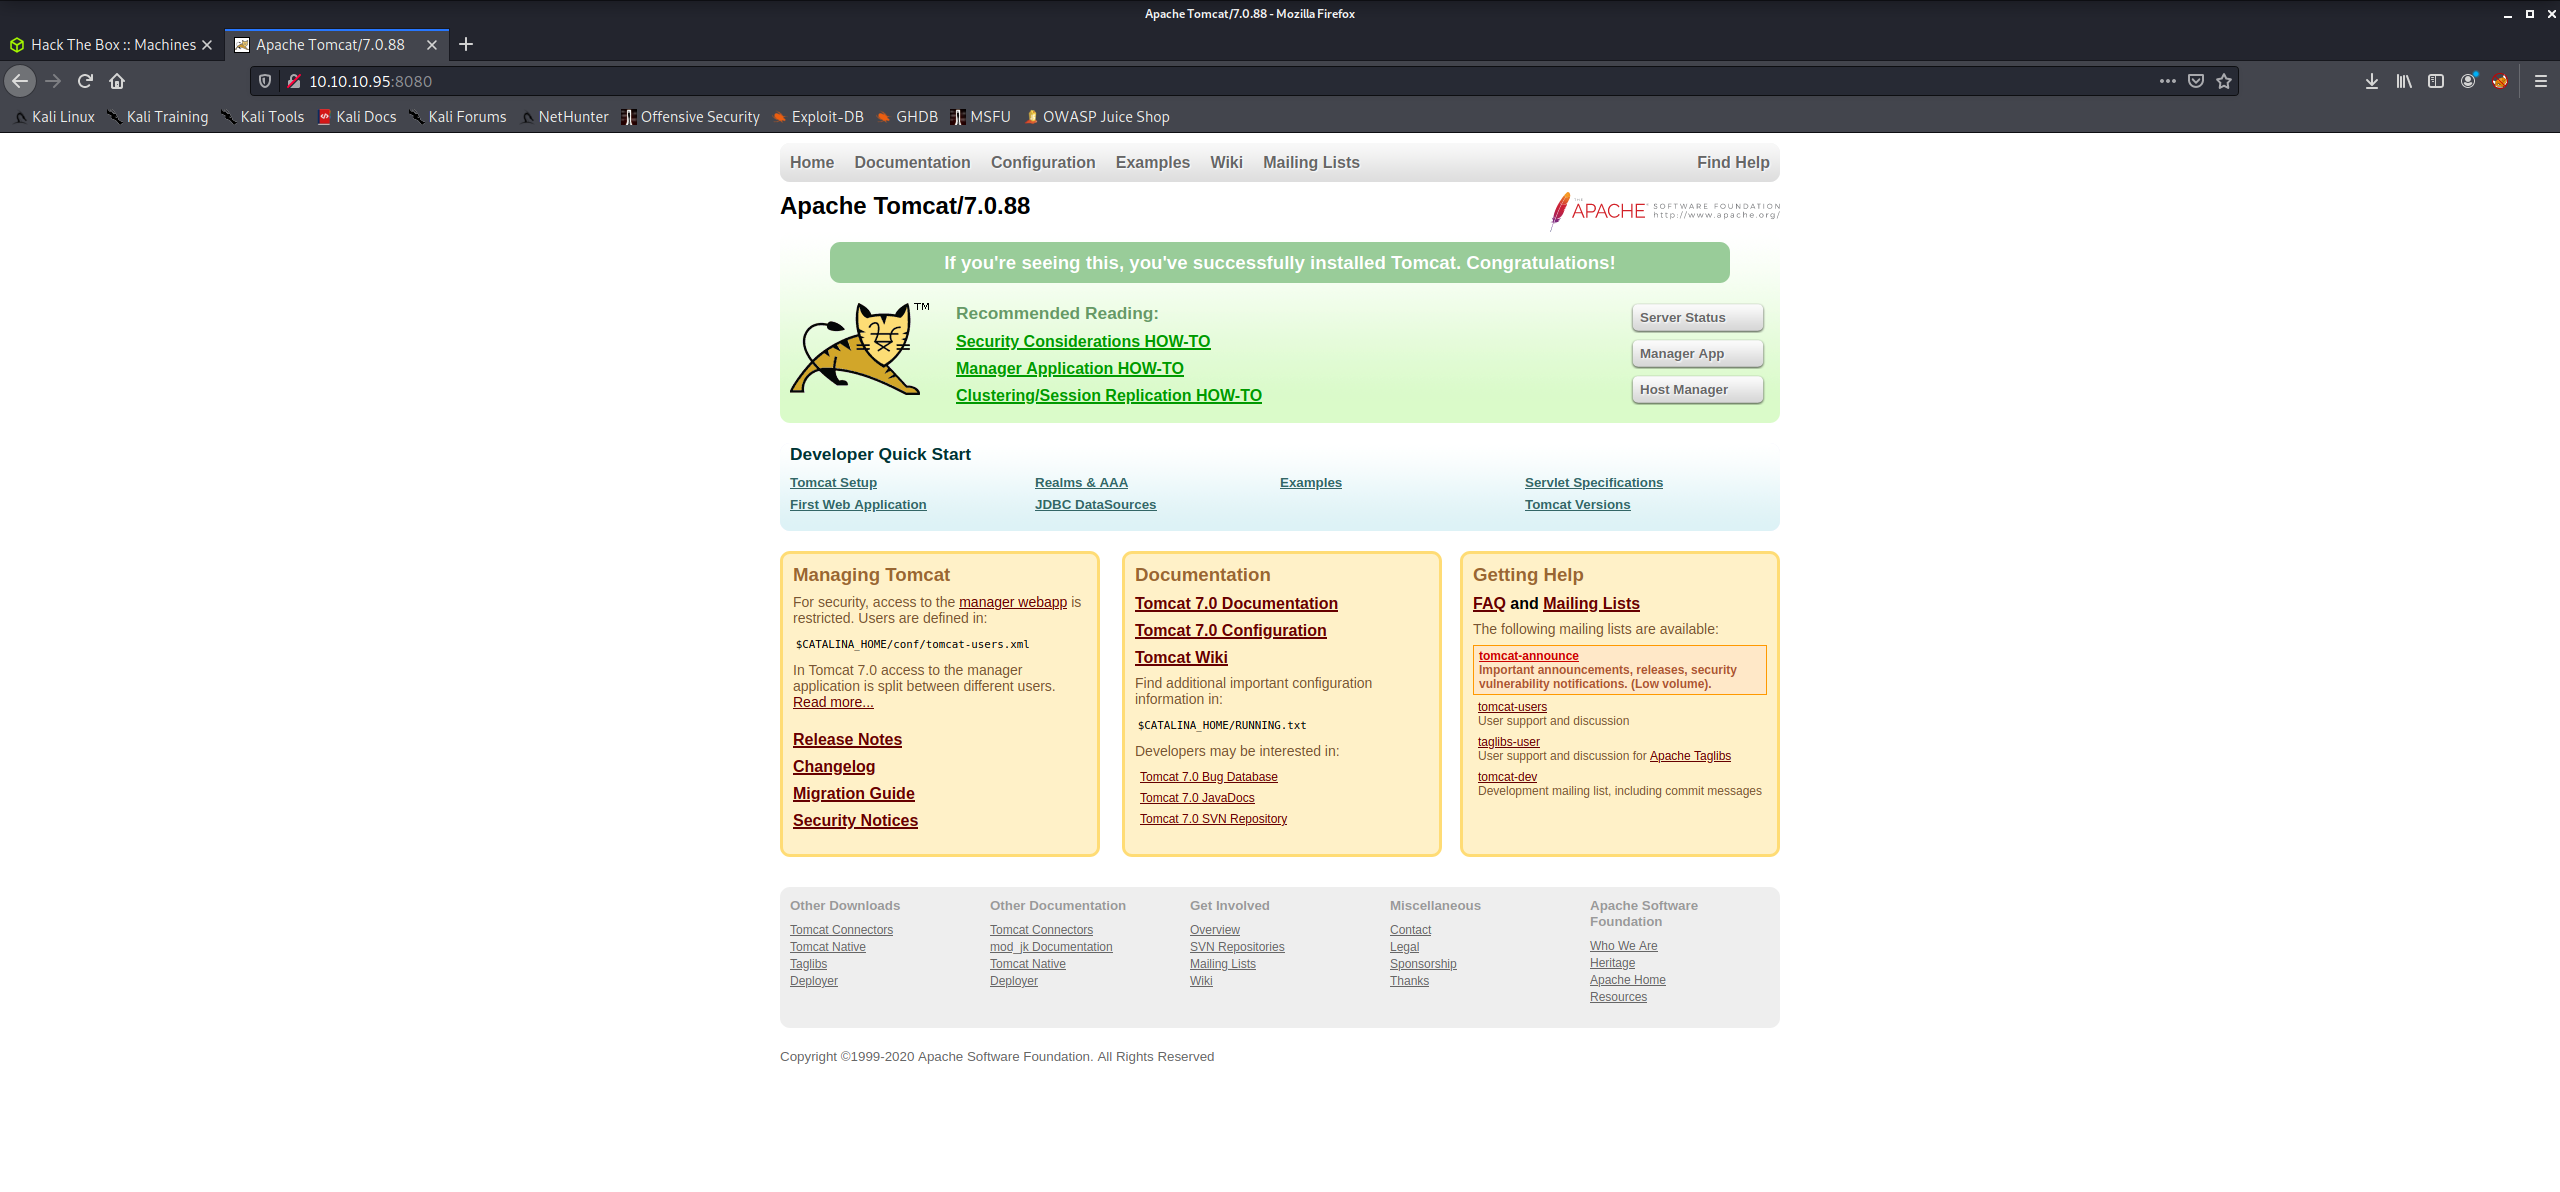 Apache Tomcat/7.0.88 - Mozilla Firefox
Hack The Box :: Machines
Apache Tomcat/7.0.88
10.10.10.95:8080
Kali Linux Kali Training Kali Tools Kali Docs Kali Forums NetHunter Offensive Security Exploit-DB GHDB MSFU OWASP Juice Shop
Home Documentation Configuration Examples Wiki Mailing Lists Find Help
Apache Tomcat/7.0.88
THE APACHE SOFTWARE FOUNDATION
http://www.apache.org/
If you're seeing this, you've successfully installed Tomcat. Congratulations!
TM
Recommended Reading:
Security Considerations HOW-TO
Manager Application HOW-TO
Clustering/Session Replication HOW-TO
Server Status
Manager App
Host Manager
Developer Quick Start
Tomcat Setup
First Web Application
Realms & AAA
JDBC DataSources
Examples
Servlet Specifications
Tomcat Versions
Managing Tomcat
For security, access to the manager webapp is
restricted. Users are defined in:
$CATALINA_HOME/conf/tomcat-users.xml
In Tomcat 7.0 access to the manager
application is split between different users.
Read more...
Release Notes
Changelog
Migration Guide
Security Notices
Documentation
Tomcat 7.0 Documentation
Tomcat 7.0 Configuration
Tomcat Wiki
Find additional important configuration
information in:
$CATALINA_HOME/RUNNING.txt
Developers may be interested in:
Tomcat 7.0 Bug Database
Tomcat 7.0 JavaDocs
Tomcat 7.0 SVN Repository
Getting Help
FAQ and Mailing Lists
The following mailing lists are available:
tomcat-announce
Important announcements, releases, security
vulnerability notifications. (Low volume).
tomcat-users
User support and discussion
taglibs-user
User support and discussion for Apache Taglibs
tomcat-dev
Development mailing list, including commit messages
Other Downloads
Tomcat Connectors
Tomcat Native
Taglibs
Deployer
Other Documentation
Tomcat Connectors
mod_jk Documentation
Tomcat Native
Deployer
Get Involved
Overview
SVN Repositories
Mailing Lists
Wiki
Miscellaneous
Contact
Legal
Sponsorship
Thanks
Apache Software
Foundation
Who We Are
Heritage
Apache Home
Resources
Copyright ©1999-2020 Apache Software Foundation. All Rights Reserved